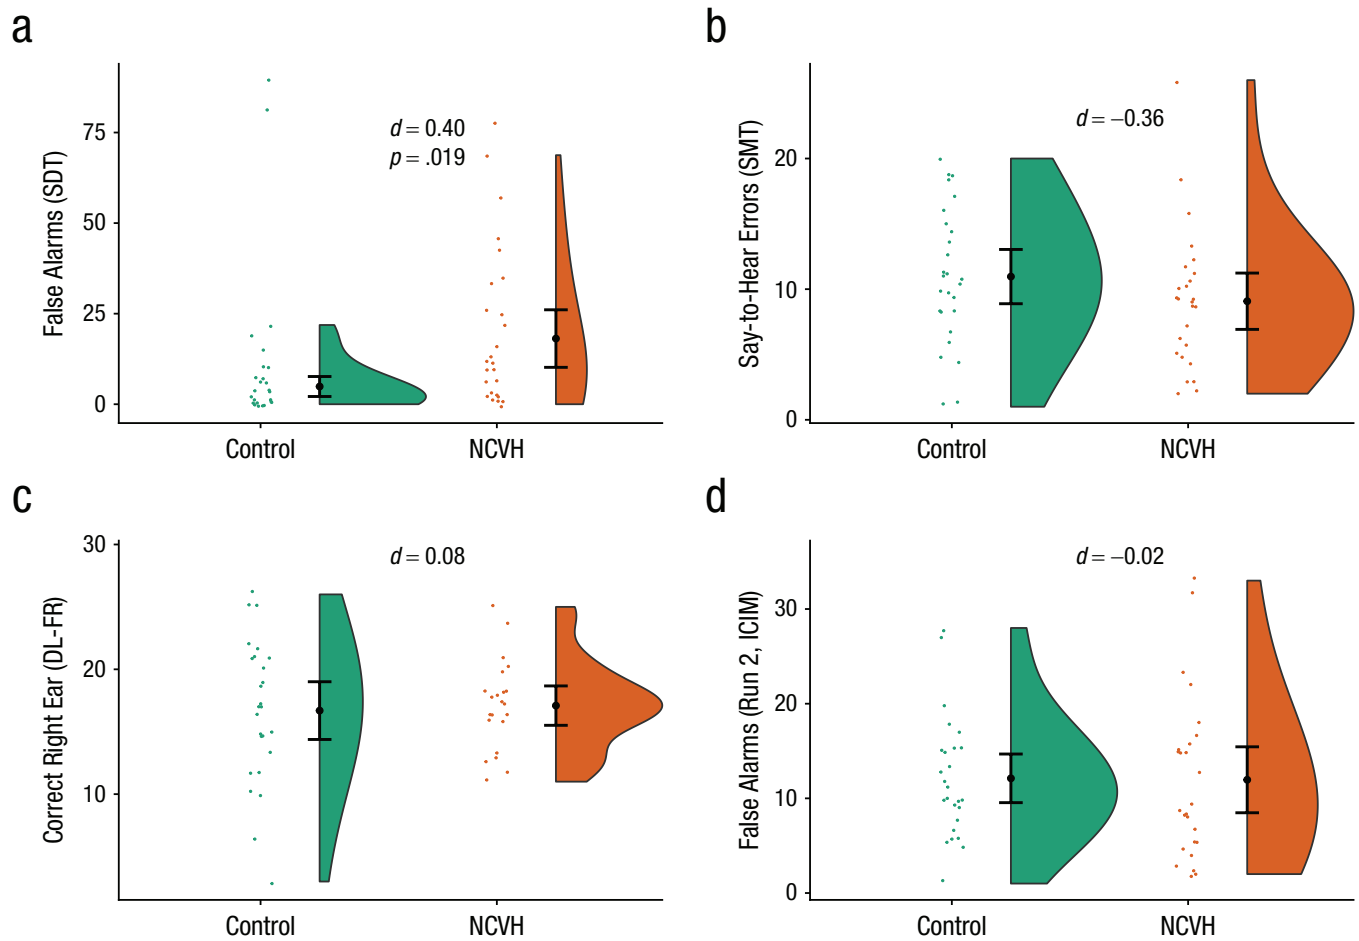 a
False Alarms (SDT)
75
50
25
0
d = 0.40
p = .019
Control
NCVH
b
Say-to-Hear Errors (SMT)
20
10
0
d = −0.36
Control
NCVH
c
Correct Right Ear (DL-FR)
30
20
10
d = 0.08
Control
NCVH
d
False Alarms (Run 2, ICIM)
30
20
10
0
d = −0.02
Control
NCVH